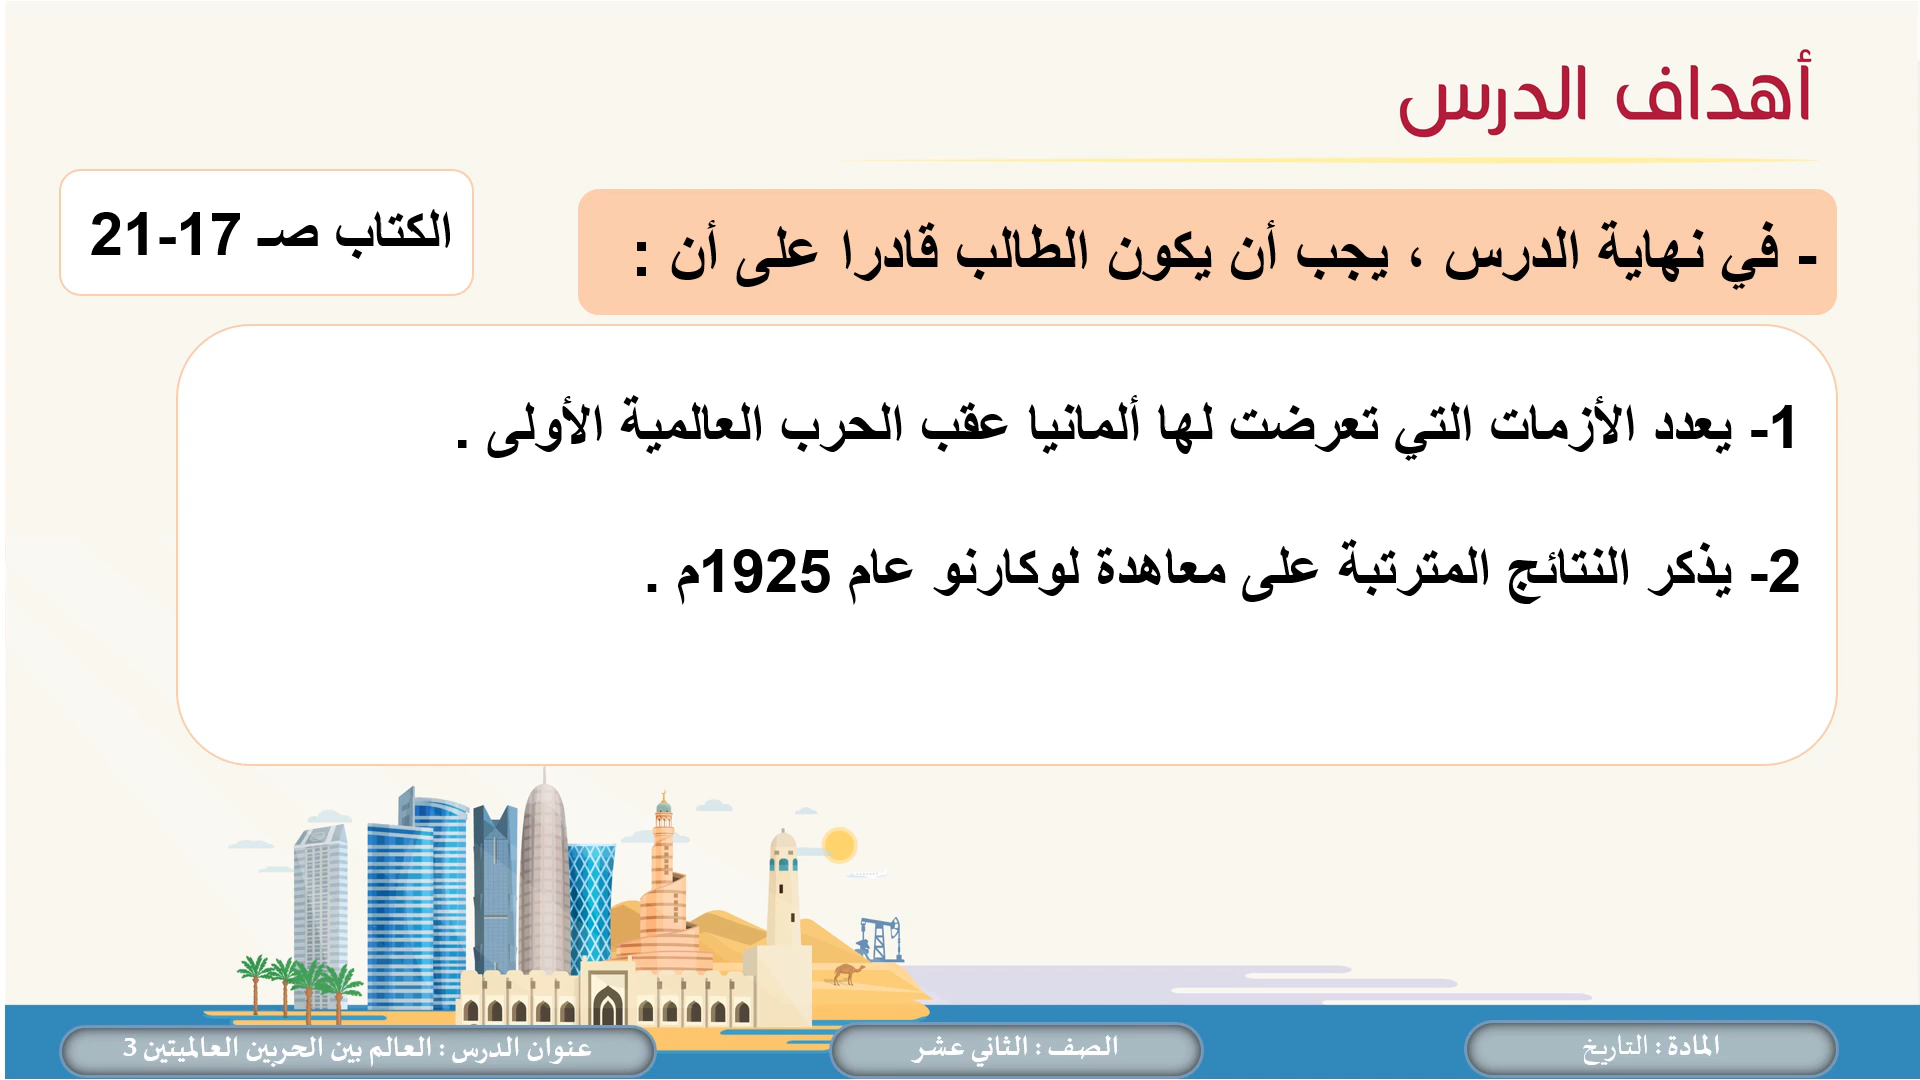 أهداف الدرس
- في نهاية الدرس ، يجب أن يكون الطالب قادرا على أن :
الكتاب صـ 17-21
1- يعدد الأزمات التي تعرضت لها ألمانيا عقب الحرب العالمية الأولى .
2- يذكر النتائج المترتبة على معاهدة لوكارنو عام 1925م .
المادة : التاريخ
الصف : الثاني عشر
عنوان الدرس : العالم بين الحربين العالميتين 3